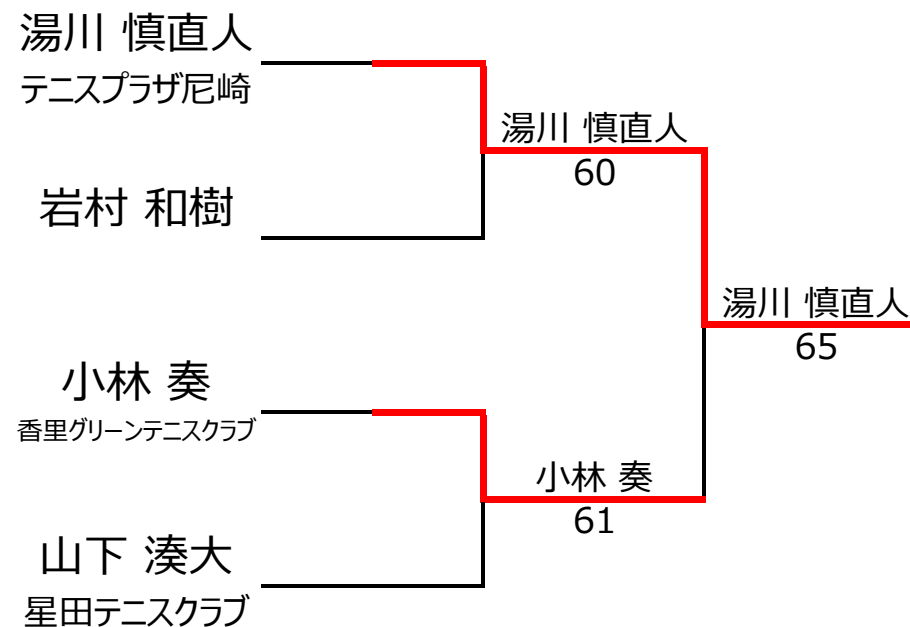 湯川 慎直人
テニスプラザ尼崎
岩村 和樹
小林 奏
香里グリーンテニスクラブ
山下 湊大
星田テニスクラブ
湯川 慎直人
60
小林 奏
61
湯川 慎直人
65